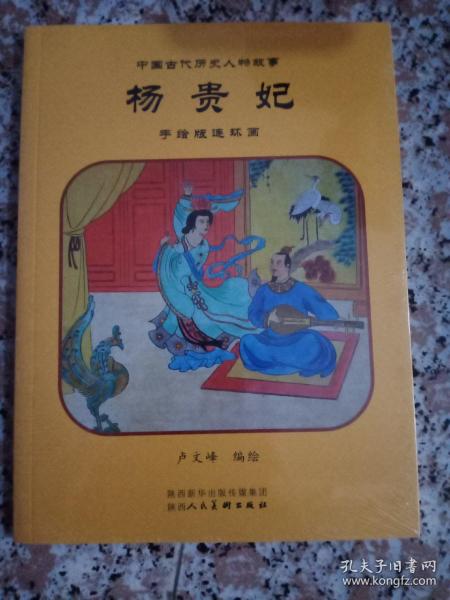 中国古代历史人物故事
杨贵妃
手绘版连环画
卢文峰 编绘
陕西新华出版传媒集团
陕西人民美术出版社
孔夫子旧书网
www.kongfz.com